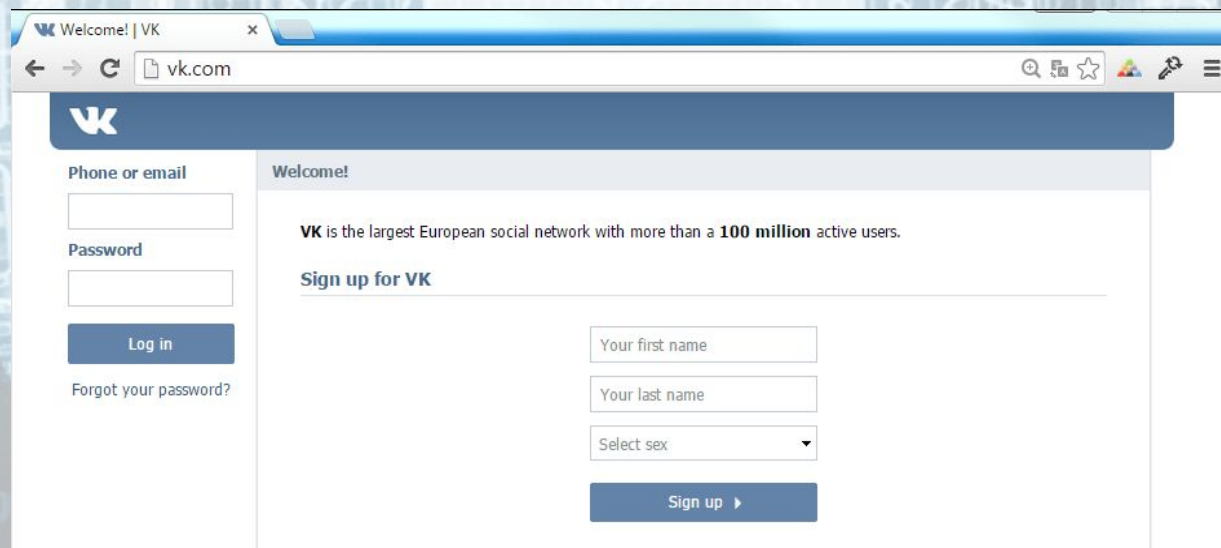 Welcome! | VK
vk.com
VK
Phone or email
Password
Log in
Forgot your password?
Welcome!
VK is the largest European social network with more than a 100 million active users.
Sign up for VK
Your first name
Your last name
Select sex
Sign up